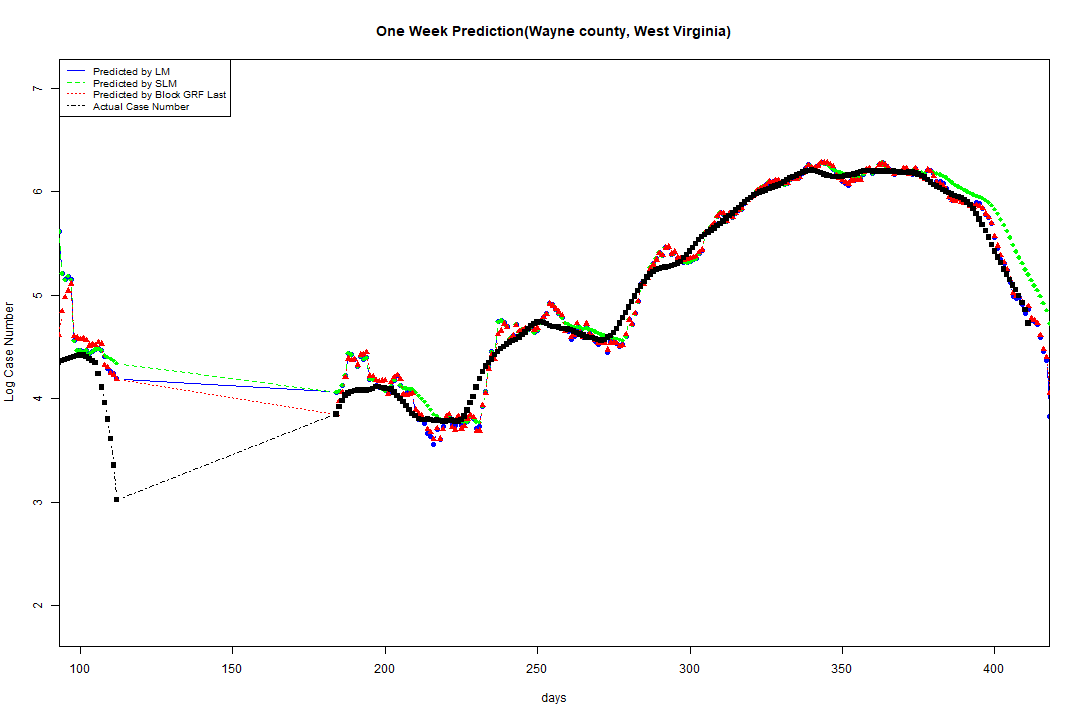 One Week Prediction(Wayne county, West Virginia)
Predicted by LM
Predicted by SLM
Predicted by Block GRF Last
Actual Case Number
7
6
5
4
3
2
Log Case Number
100 150 200 250 300 350 400
days